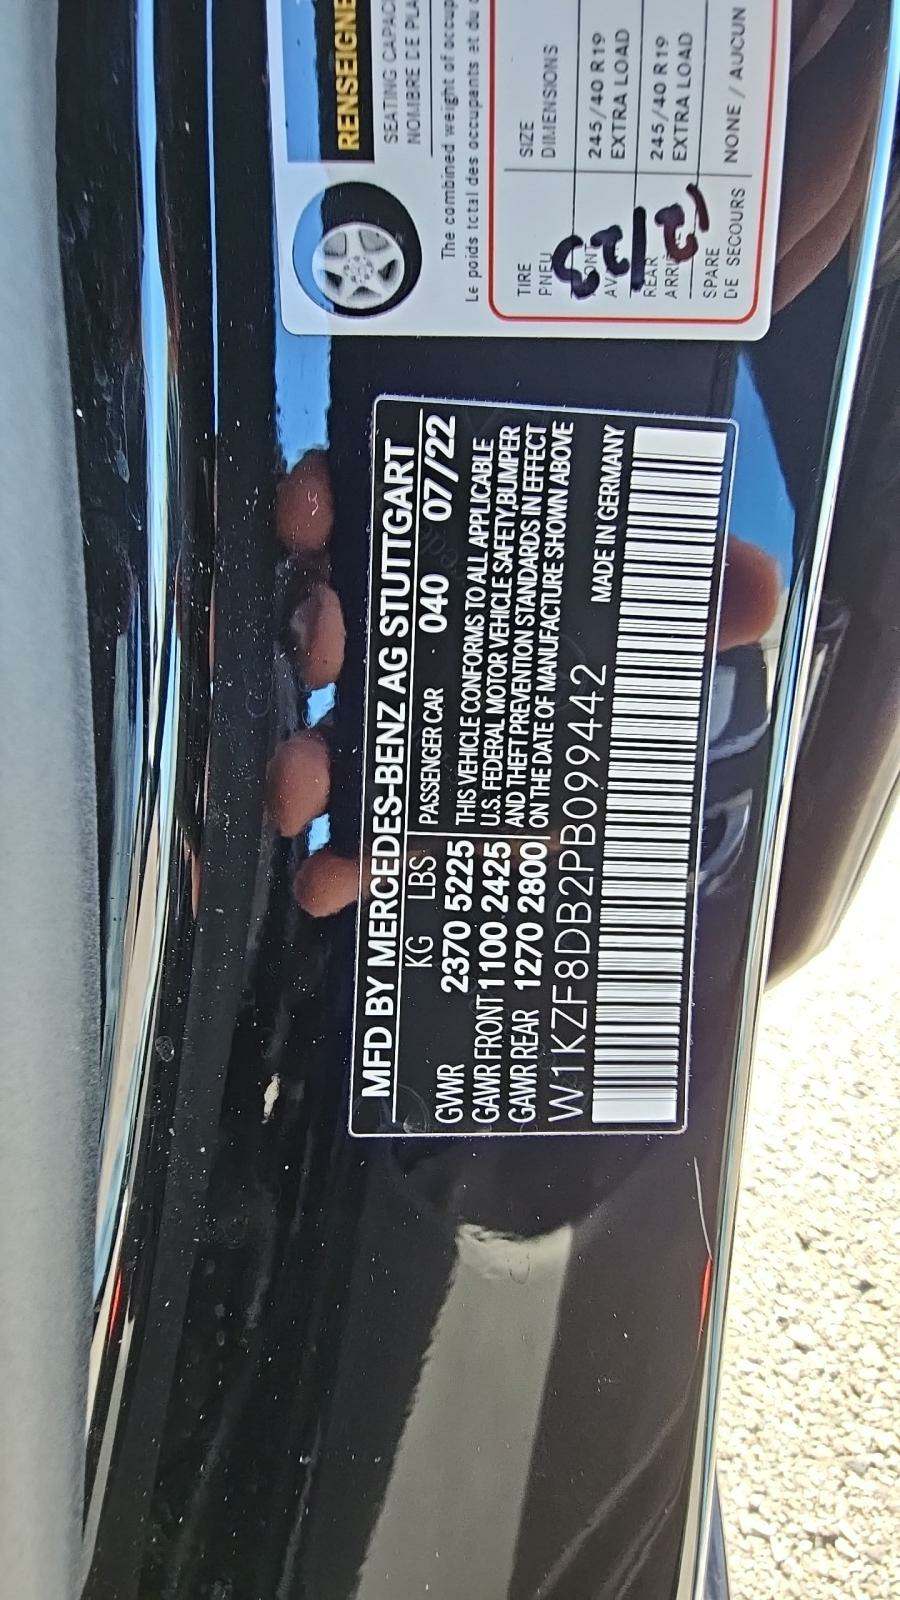 MFD BY MERCEDES-BENZ AG STUTTGART
KG LBS PASSENGER CAR 040 07/22
GVWR 2370 5225
GAWR FRONT 1100 2425
GAWR REAR 1270 2800
THIS VEHICLE CONFORMS TO ALL APPLICABLE
U.S. FEDERAL MOTOR VEHICLE SAFETY,BUMPER
AND THEFT PREVENTION STANDARDS IN EFFECT
ON THE DATE OF MANUFACTURE SHOWN ABOVE
W1KZF8DB2PB099442 MADE IN GERMANY
SEATING
NOMBRE DE
The combined weight of
Le poids total des occupants et du
TIRE SIZE
PNEU DIMENSIONS
245/40 R19
EXTRA LOAD
REAR 245/40 R19
EXTRA LOAD
SPARE NONE / AUCUN
DE SECOURS